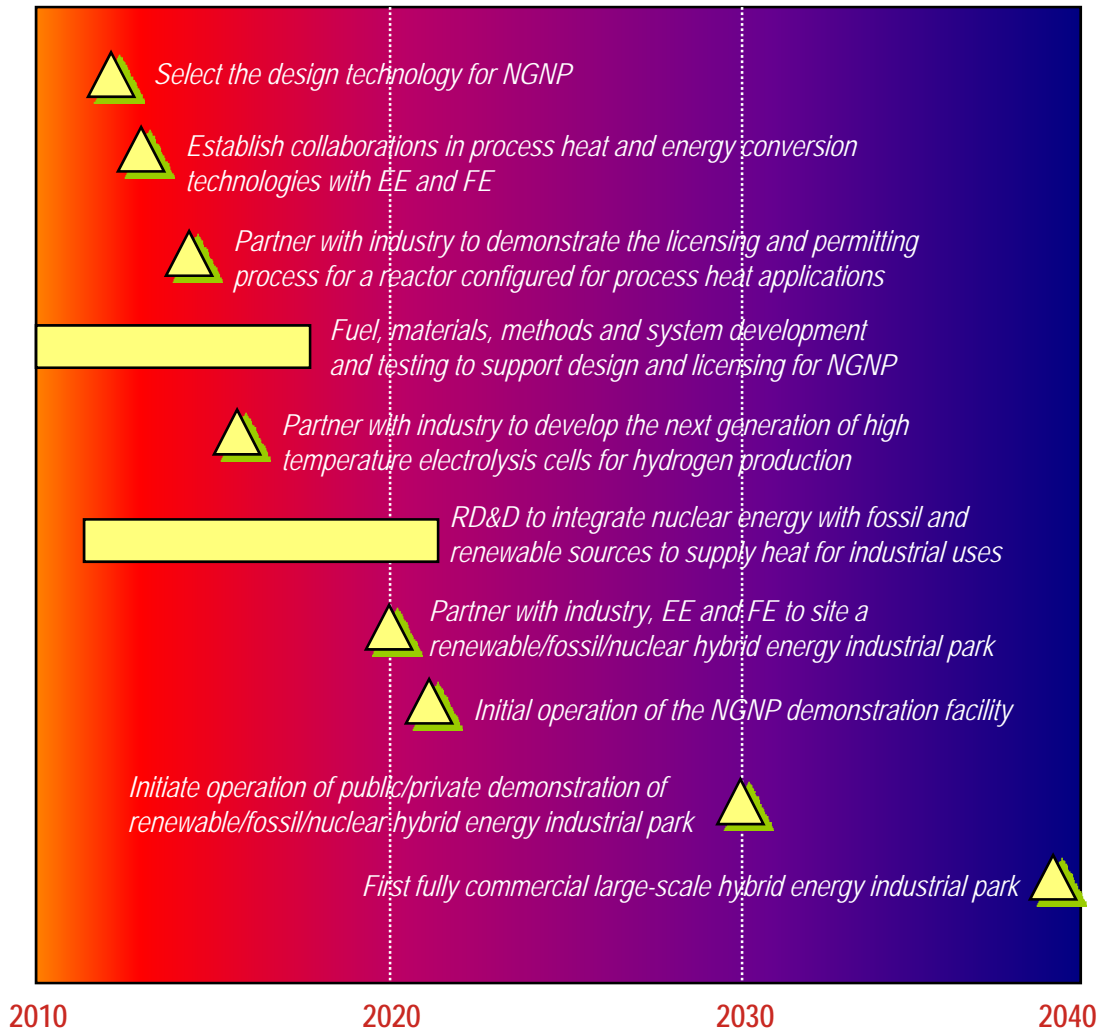 Select the design technology for NGNP
Establish collaborations in process heat and energy conversion
technologies with EE and FE
Partner with industry to demonstrate the licensing and permitting
process for a reactor configured for process heat applications
Fuel, materials, methods and system development
and testing to support design and licensing for NGNP
Partner with industry to develop the next generation of high
temperature electrolysis cells for hydrogen production
RD&D to integrate nuclear energy with fossil and
renewable sources to supply heat for industrial uses
Partner with industry, EE and FE to site a
renewable/fossil/nuclear hybrid energy industrial park
Initial operation of the NGNP demonstration facility
Initiate operation of public/private demonstration of
renewable/fossil/nuclear hybrid energy industrial park
First fully commercial large-scale hybrid energy industrial park
2010 2020 2030 2040